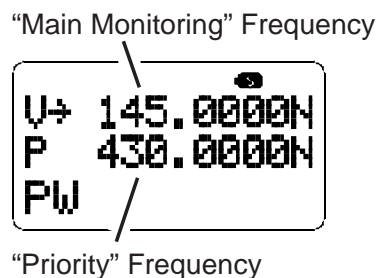 “Main Monitoring” Frequency
S
V→ 145.0000N
P 430.0000N
PW
“Priority” Frequency